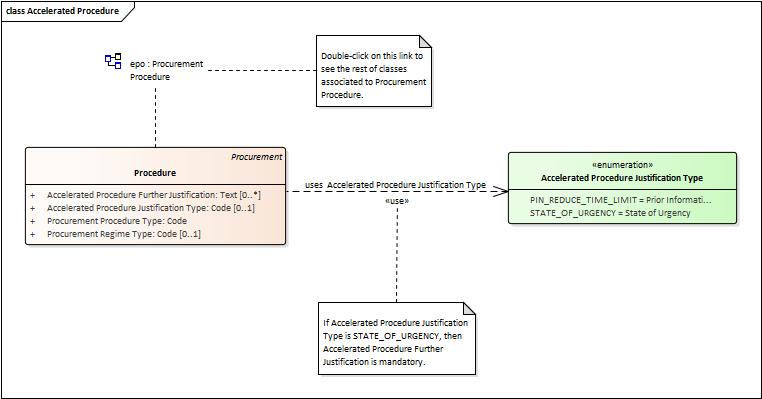 class Accelerated Procedure
epo : Procurement
Procedure
Double-click on this link to
see the rest of classes
associated to Procurement
Procedure.
Procurement
Procedure
+ Accelerated Procedure Further Justification: Text [0..*]
+ Accelerated Procedure Justification Type: Code [0..1]
+ Procurement Procedure Type: Code
+ Procurement Regime Type: Code [0..1]
uses Accelerated Procedure Justification Type
«use»
«enumeration»
Accelerated Procedure Justification Type
PIN_REDUCE_TIME_LIMIT = Prior Informati...
STATE_OF_URGENCY = State of Urgency
If Accelerated Procedure Justification
Type is STATE_OF_URGENCY, then
Accelerated Procedure Further
Justification is mandatory.